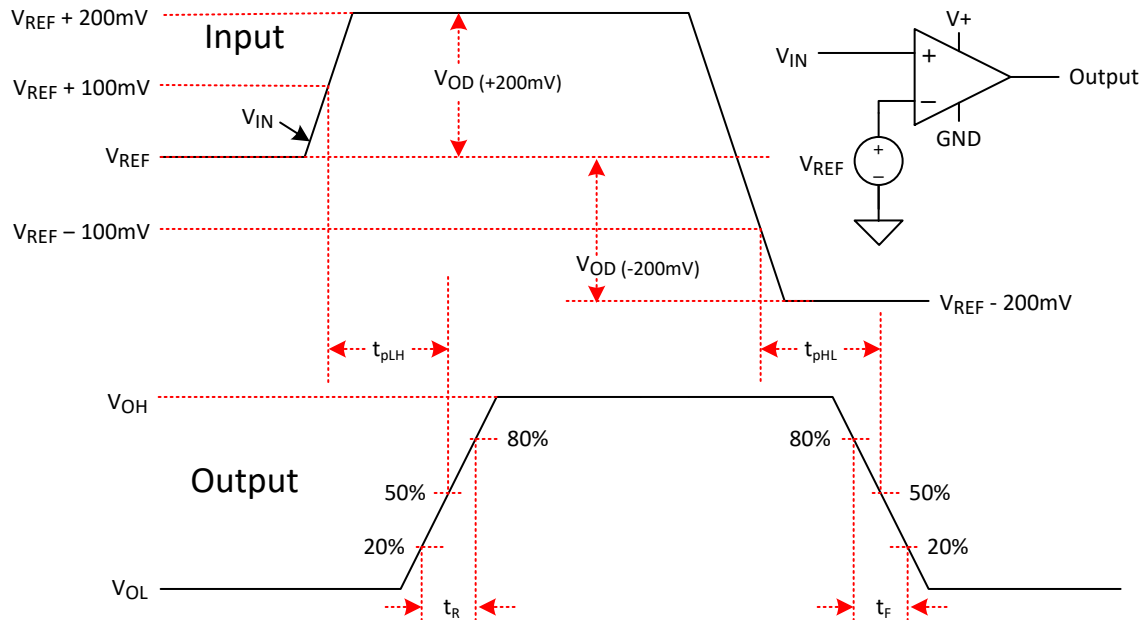 VREF + 200mV
Input
V+
VIN
+
−
Output
GND
VREF
+
−
VOD (+200mV)
VREF + 100mV
VIN
VREF
VREF – 100mV
VOD (-200mV)
VREF - 200mV
tpLH
tpHL
VOH
80%
80%
Output
50%
50%
20%
20%
VOL
tR
tF